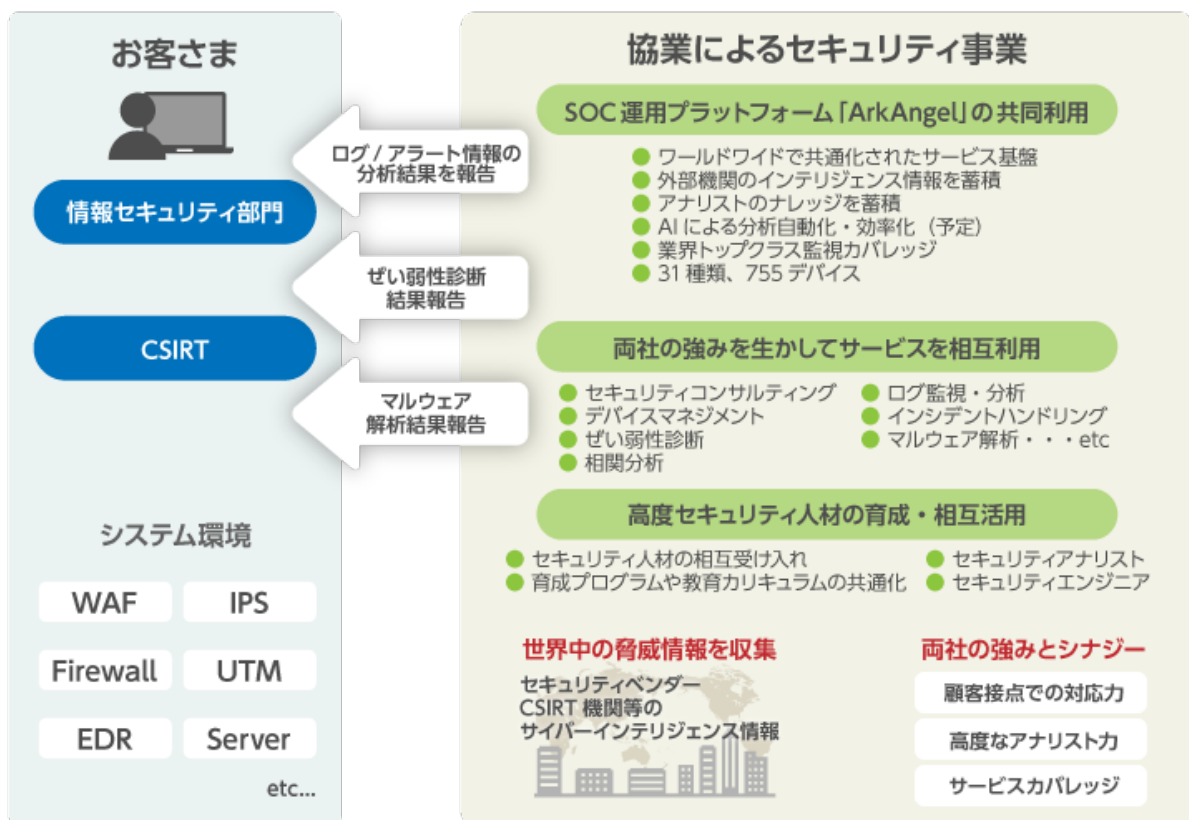 お客さま
情報セキュリティ部門
CSIRT
システム環境
WAF
IPS
Firewall
UTM
EDR
Server
etc...
ログ / アラート情報の
分析結果を報告
ぜい弱性診断
結果報告
マルウェア
解析結果報告
協業によるセキュリティ事業
SOC 運用プラットフォーム「ArkAngel」の共同利用
● ワールドワイドで共通化されたサービス基盤
● 外部機関のインテリジェンス情報を蓄積
● アナリストのナレッジを蓄積
● AI による分析自動化・効率化（予定）
● 業界トップクラス監視カバレッジ
● 31 種類、755 デバイス
両社の強みを生かしてサービスを相互利用
● セキュリティコンサルティング
● デバイスマネジメント
● ぜい弱性診断
● 相関分析
● ログ監視・分析
● インシデントハンドリング
● マルウェア解析・・・etc
高度セキュリティ人材の育成・相互活用
● セキュリティ人材の相互受け入れ
● 育成プログラムや教育カリキュラムの共通化
● セキュリティアナリスト
● セキュリティエンジニア
世界中の脅威情報を収集
セキュリティベンダー
CSIRT 機関等の
サイバーインテリジェンス情報
両社の強みとシナジー
顧客接点での対応力
高度なアナリスト力
サービスカバレッジ